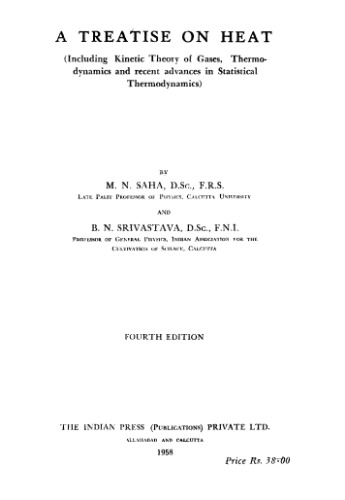 A TREATISE ON HEAT
(Including Kinetic Theory of Gases, Thermo-
dynamics and recent advances in Statistical
Thermodynamics)
BY
M. N. SAHA, D.Sc., F.R.S.
LATE PALIT PROFESSOR OF PHYSICS, CALCUTTA UNIVERSITY
AND
B. N. SRIVASTAVA, D.Sc., F.N.I.
PROFESSOR OF GENERAL PHYSICS, INDIAN ASSOCIATION FOR THE
CULTIVATION OF SCIENCE, CALCUTTA
FOURTH EDITION
THE INDIAN PRESS (PUBLICATIONS) PRIVATE LTD.
ALLAHABAD AND CALCUTTA
1958
Price Rs. 38·00